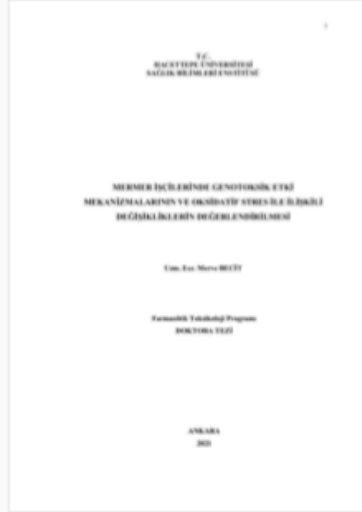 T.C.
HACETTEPE ÜNİVERSİTESİ
SAĞLIK BİLİMLERİ ENSTİTÜSÜ
MERMER İŞÇİLERİNDE GENOTOKSİK ETKİ
MEKANİZMALARININ VE OKSİDATİF STRES İLE İLİŞKİLİ
DEĞİŞİKLİKLERİN DEĞERLENDİRİLMESİ
Uzm. Ecz. Merve BECİT
Farmasötik Toksikoloji Programı
DOKTORA TEZİ
ANKARA
2021